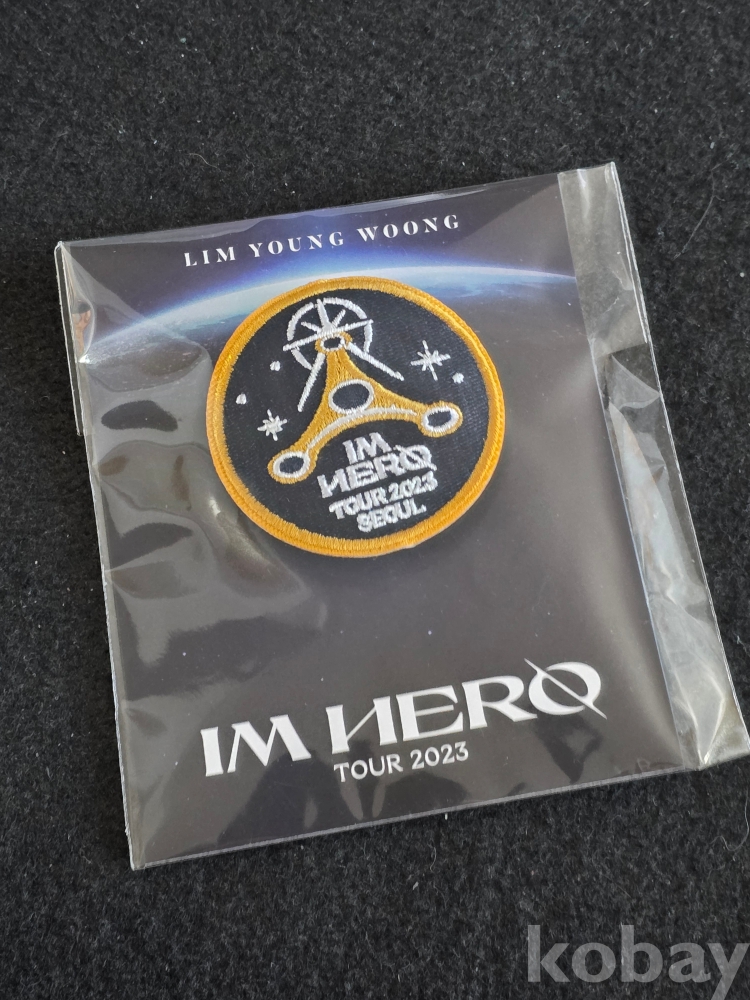 LIM YOUNG WOONG
IM
HERO
TOUR 2023
SEOUL
IM HERO
TOUR 2023
kobay